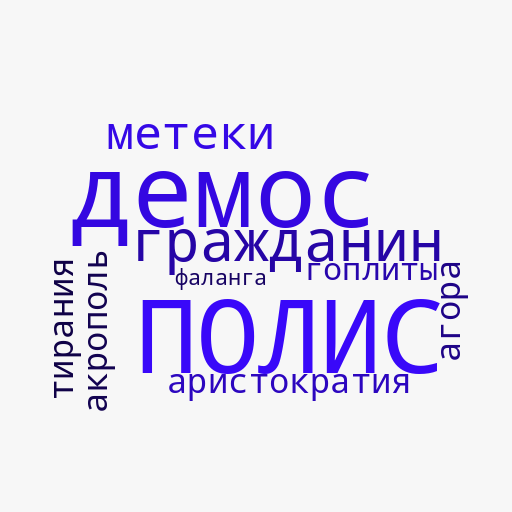 метеки
демос
гражданин
гоплиты
фаланга
тирания
акрополь
агора
ПОЛИС
аристократия